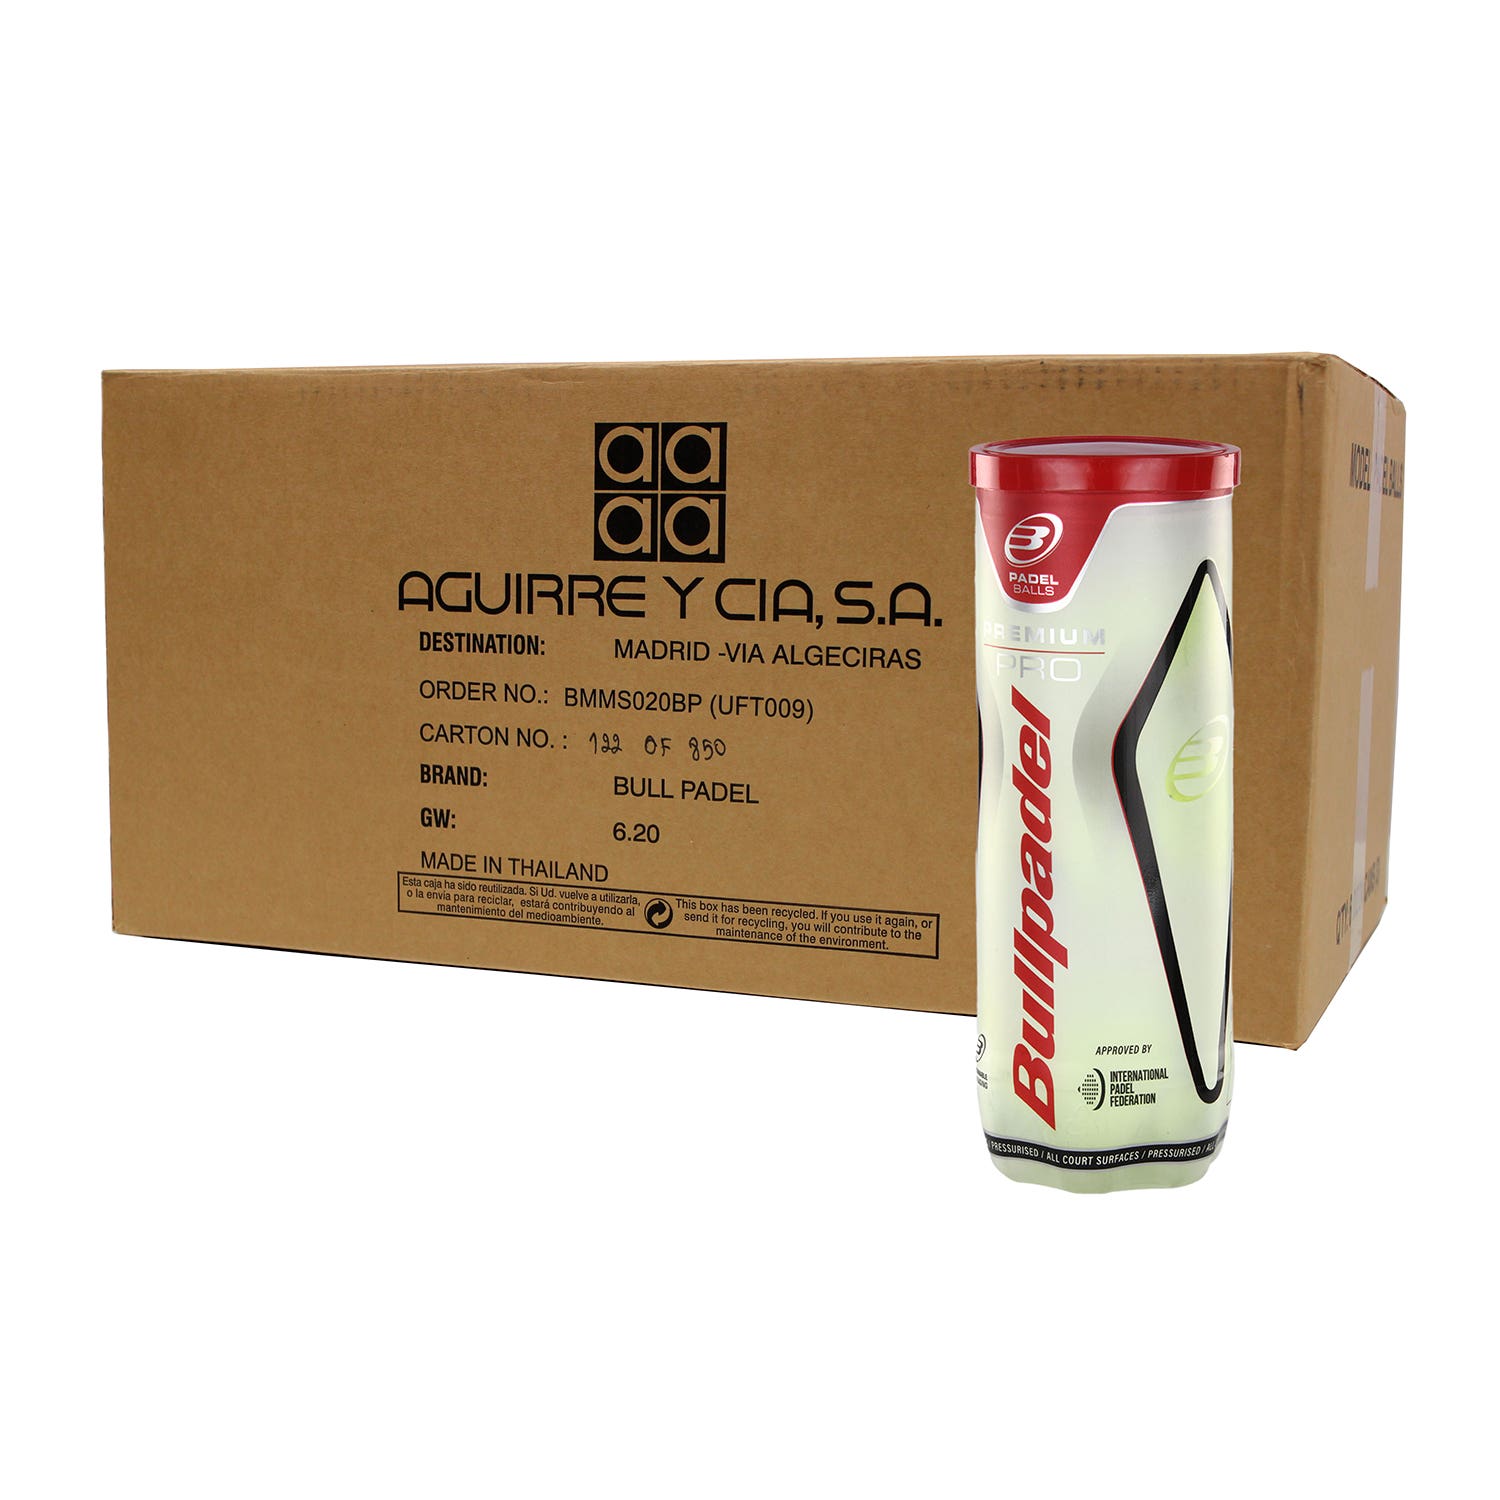 a a
a a
AGUIRRE Y CIA, S.A.
DESTINATION: MADRID -VIA ALGECIRAS
ORDER NO.: BMMS020BP (UFT009)
CARTON NO. : 122 OF 850
BRAND: BULL PADEL
GW: 6.20
MADE IN THAILAND
Esta caja ha sido reutilizada. Si Ud. vuelve a utilizarla,
o la envía para reciclar, estará contribuyendo al
mantenimiento del medioambiente.
This box has been recycled. If you use it again, or
send it for recycling, you will contribute to the
maintenance of the environment.
B
PADEL
BALLS
PREMIUM
PRO
Bullpadel
B
APPROVED BY
INTERNATIONAL
PADEL
FEDERATION
B
PRESSURISED / ALL COURT SURFACES / PRESSURISED /
MODEL BALLS